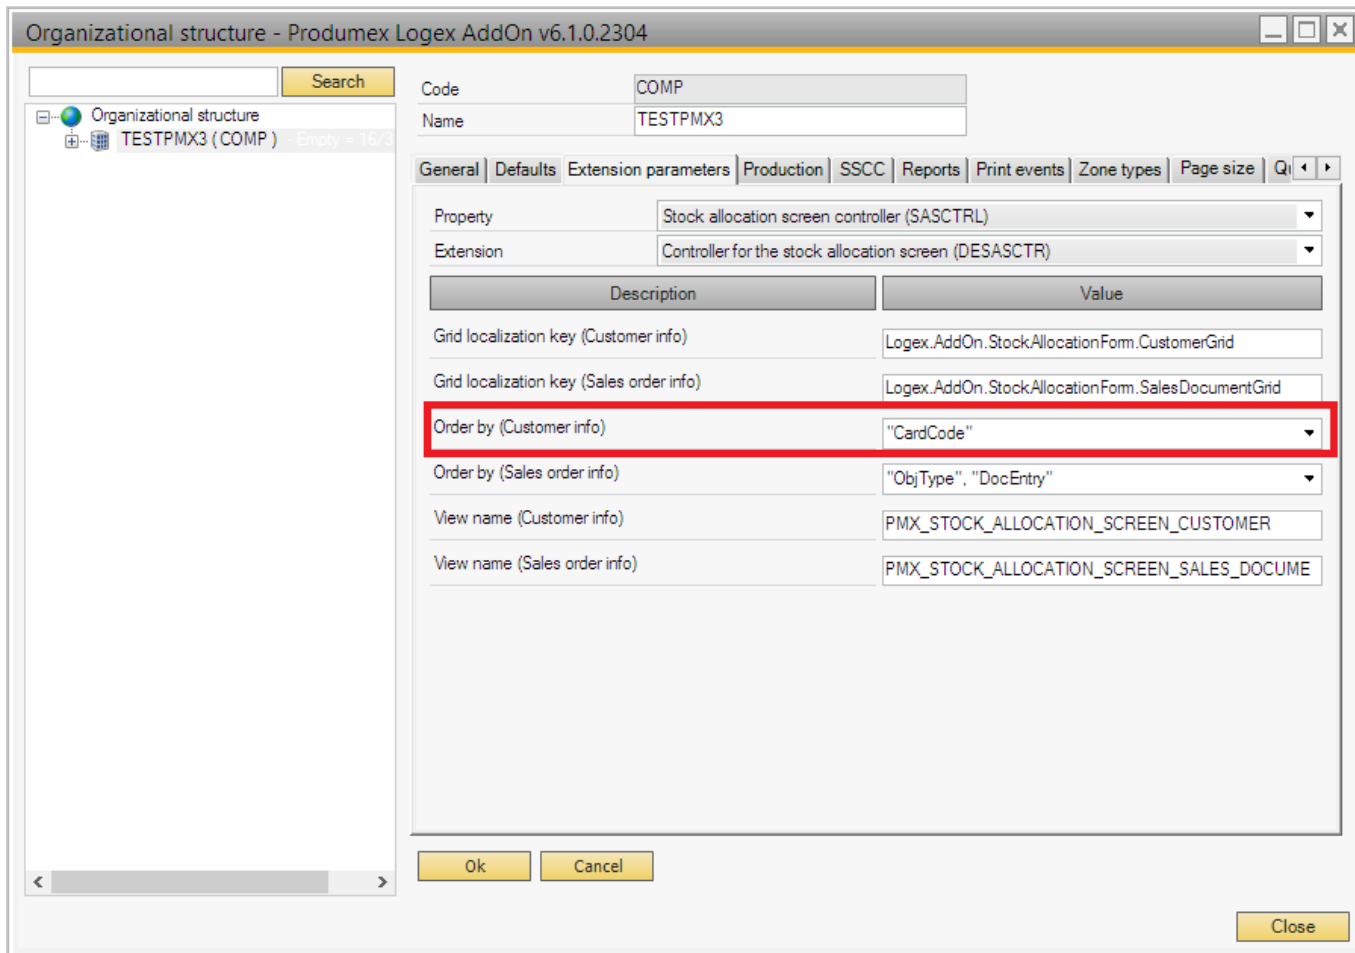 Organizational structure - Produmex Logex AddOn v6.1.0.2304
Search
Organizational structure
TESTPMX3 ( COMP ) - Empty = 16/3
Code COMP
Name TESTPMX3
General Defaults Extension parameters Production SSCC Reports Print events Zone types Page size
Property Stock allocation screen controller (SASCTRL)
Extension Controller for the stock allocation screen (DESASCTR)
Description Value
Grid localization key (Customer info) Logex.AddOn.StockAllocationForm.CustomerGrid
Grid localization key (Sales order info) Logex.AddOn.StockAllocationForm.SalesDocumentGrid
Order by (Customer info) "CardCode"
Order by (Sales order info) "ObjType", "DocEntry"
View name (Customer info) PMX_STOCK_ALLOCATION_SCREEN_CUSTOMER
View name (Sales order info) PMX_STOCK_ALLOCATION_SCREEN_SALES_DOCUME
Ok Cancel
Close